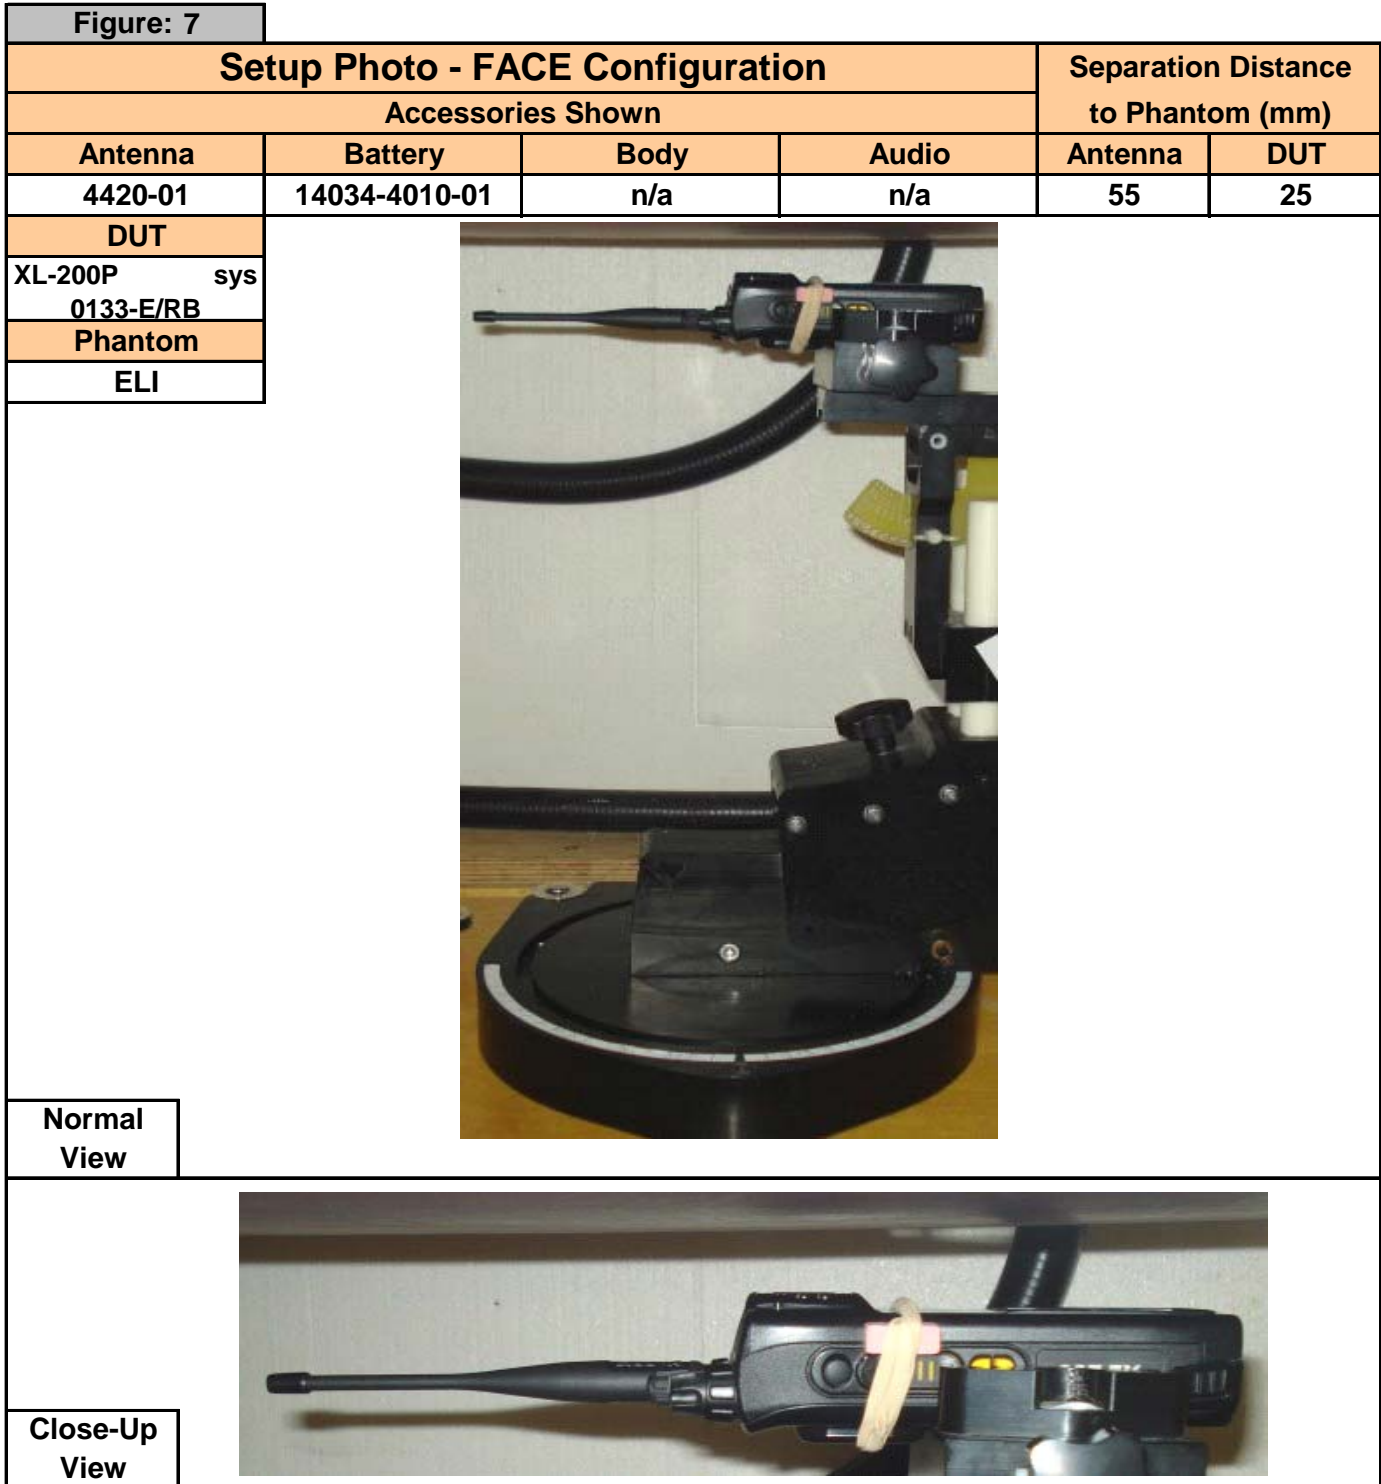 Figure: 7
Setup Photo - FACE Configuration
Separation Distance
to Phantom (mm)
Accessories Shown
Antenna Battery Body Audio Antenna DUT
4420-01 14034-4010-01 n/a n/a 55 25
DUT
XL-200P sys
0133-E/RB
Phantom
ELI
Normal
View
Close-Up
View